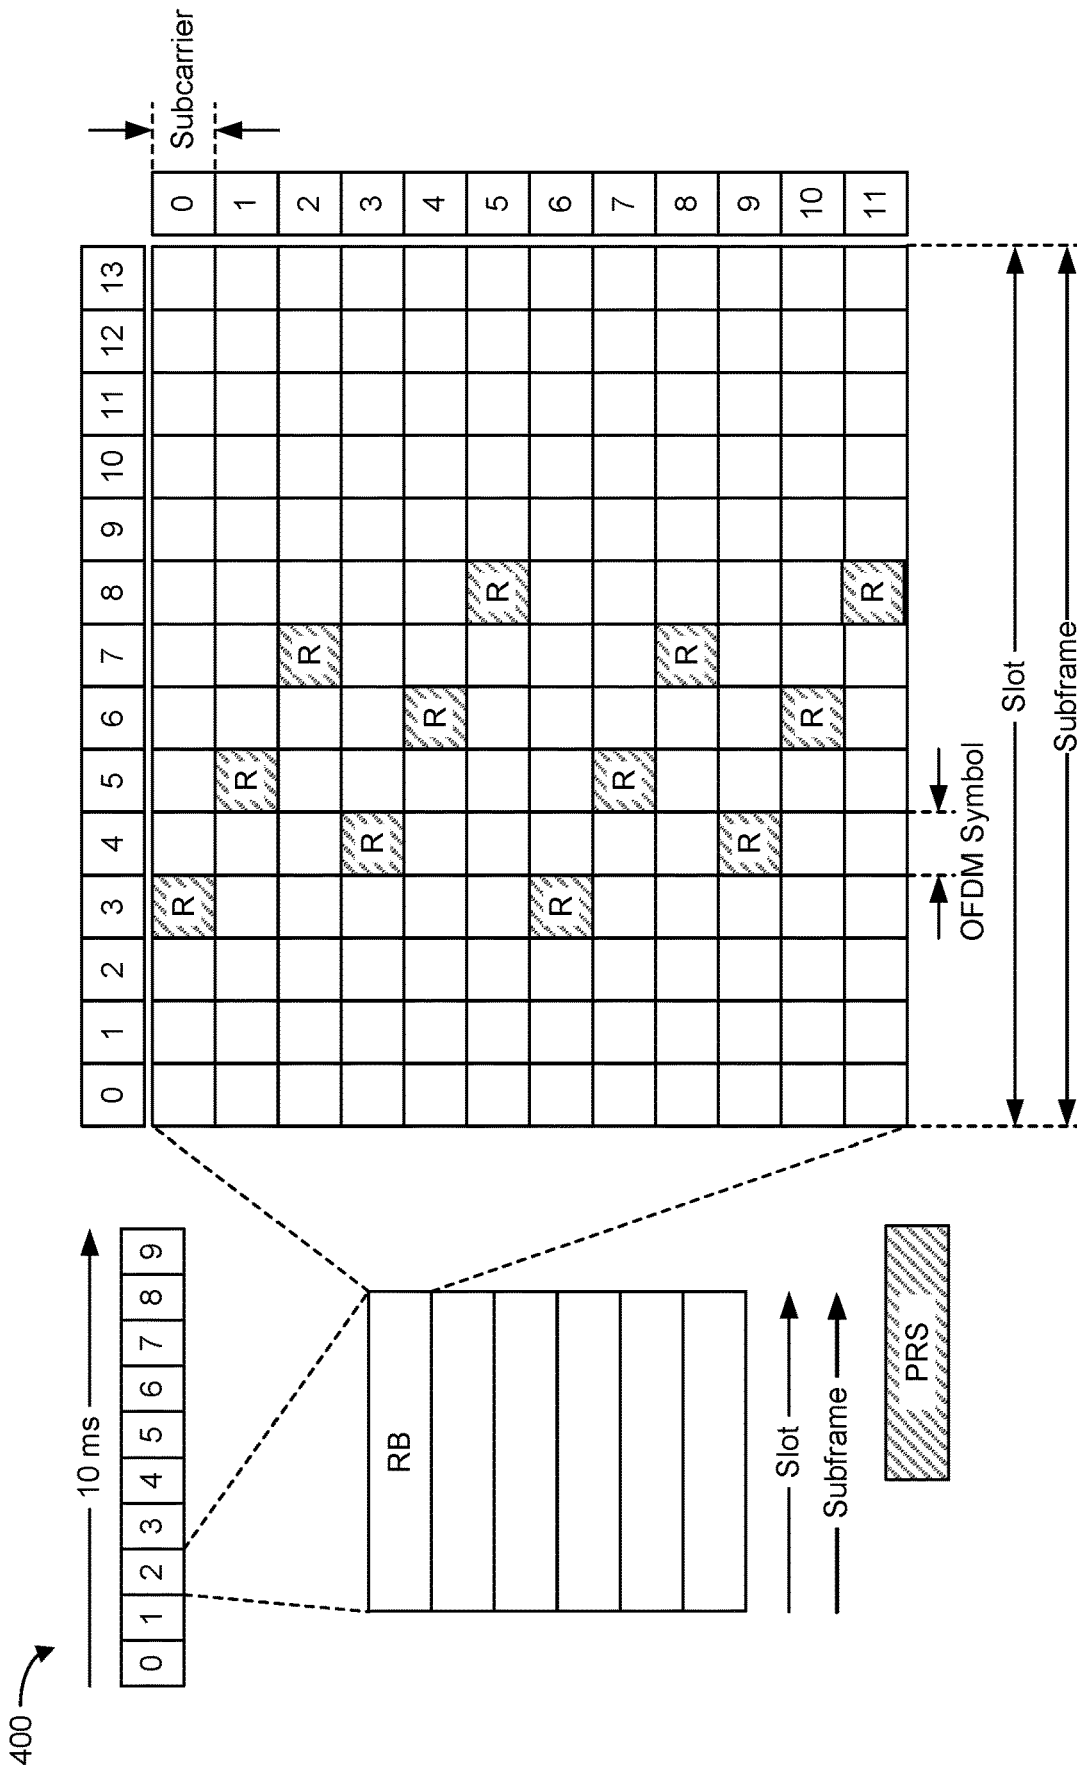 400
10 ms
0 1 2 3 4 5 6 7 8 9
RB
Slot
Subframe
PRS
0 1 2 3 4 5 6 7 8 9 10 11 12 13
Subcarrier
0
R
1
R
2
R
3
R
4
R
5
R
6
R
7
R
8
R
9
R
10
R
11
R
OFDM Symbol
Slot
Subframe